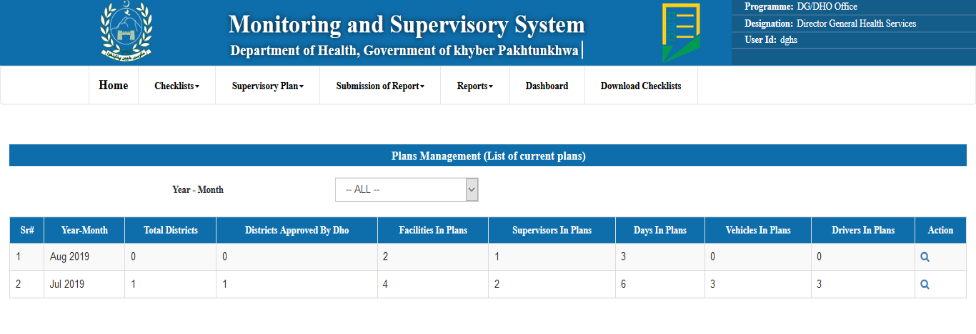 Monitoring and Supervisory System
Department of Health, Government of khyber Pakhtunkhwa
Programme: DG/DHO Office
Designation: Director General Health Services
User Id: dghs
Home Checklists Supervisory Plan Submission of Report Reports Dashboard Download Checklists
Plans Management (List of current plans)
Year - Month -- ALL --
Sr# Year-Month Total Districts Districts Approved By Dho Facilities In Plans Supervisors In Plans Days In Plans Vehicles In Plans Drivers In Plans Action
1 Aug 2019 0 0 2 1 3 0 0
2 Jul 2019 1 1 4 2 6 3 3